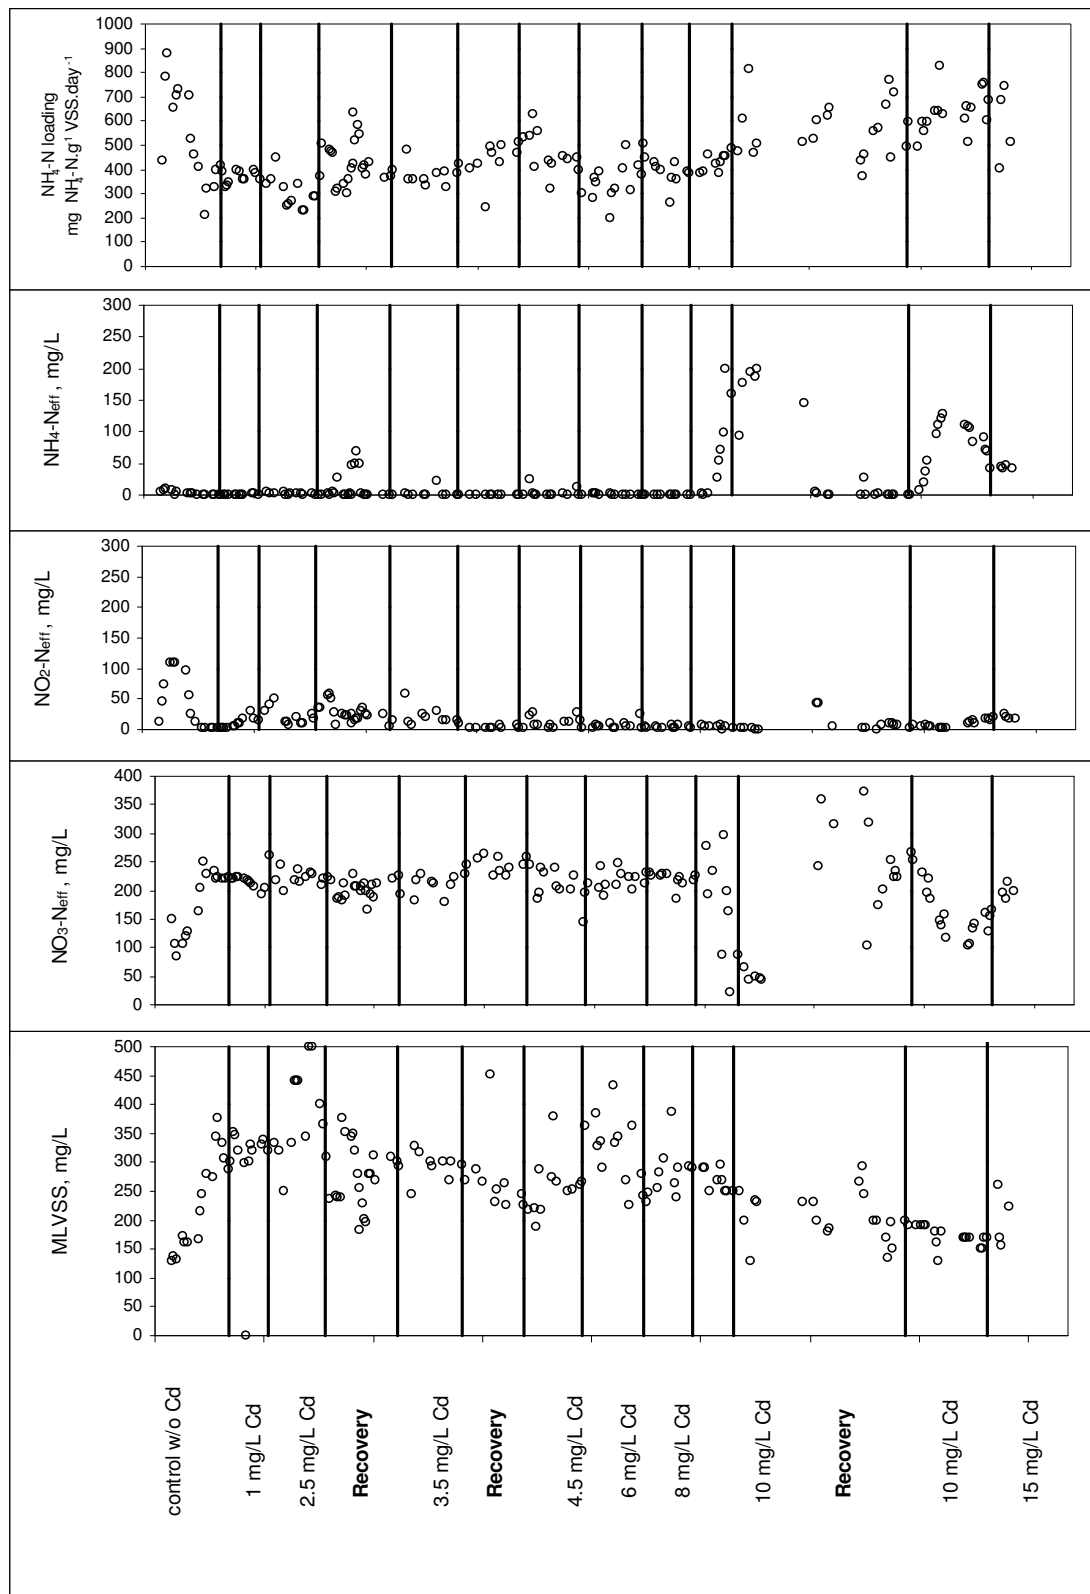 NH4-N loading
mg NH4-N.g-1 VSS.day-1
1000
900
800
700
600
500
400
300
200
100
0
NH4-Neff , mg/L
300
250
200
150
100
50
0
NO2-Neff , mg/L
300
250
200
150
100
50
0
NO3-Neff , mg/L
400
350
300
250
200
150
100
50
0
MLVSS, mg/L
500
450
400
350
300
250
200
150
100
50
0
control w/o Cd
1 mg/L Cd
2.5 mg/L Cd
Recovery
3.5 mg/L Cd
Recovery
4.5 mg/L Cd
6 mg/L Cd
8 mg/L Cd
10 mg/L Cd
Recovery
10 mg/L Cd
15 mg/L Cd